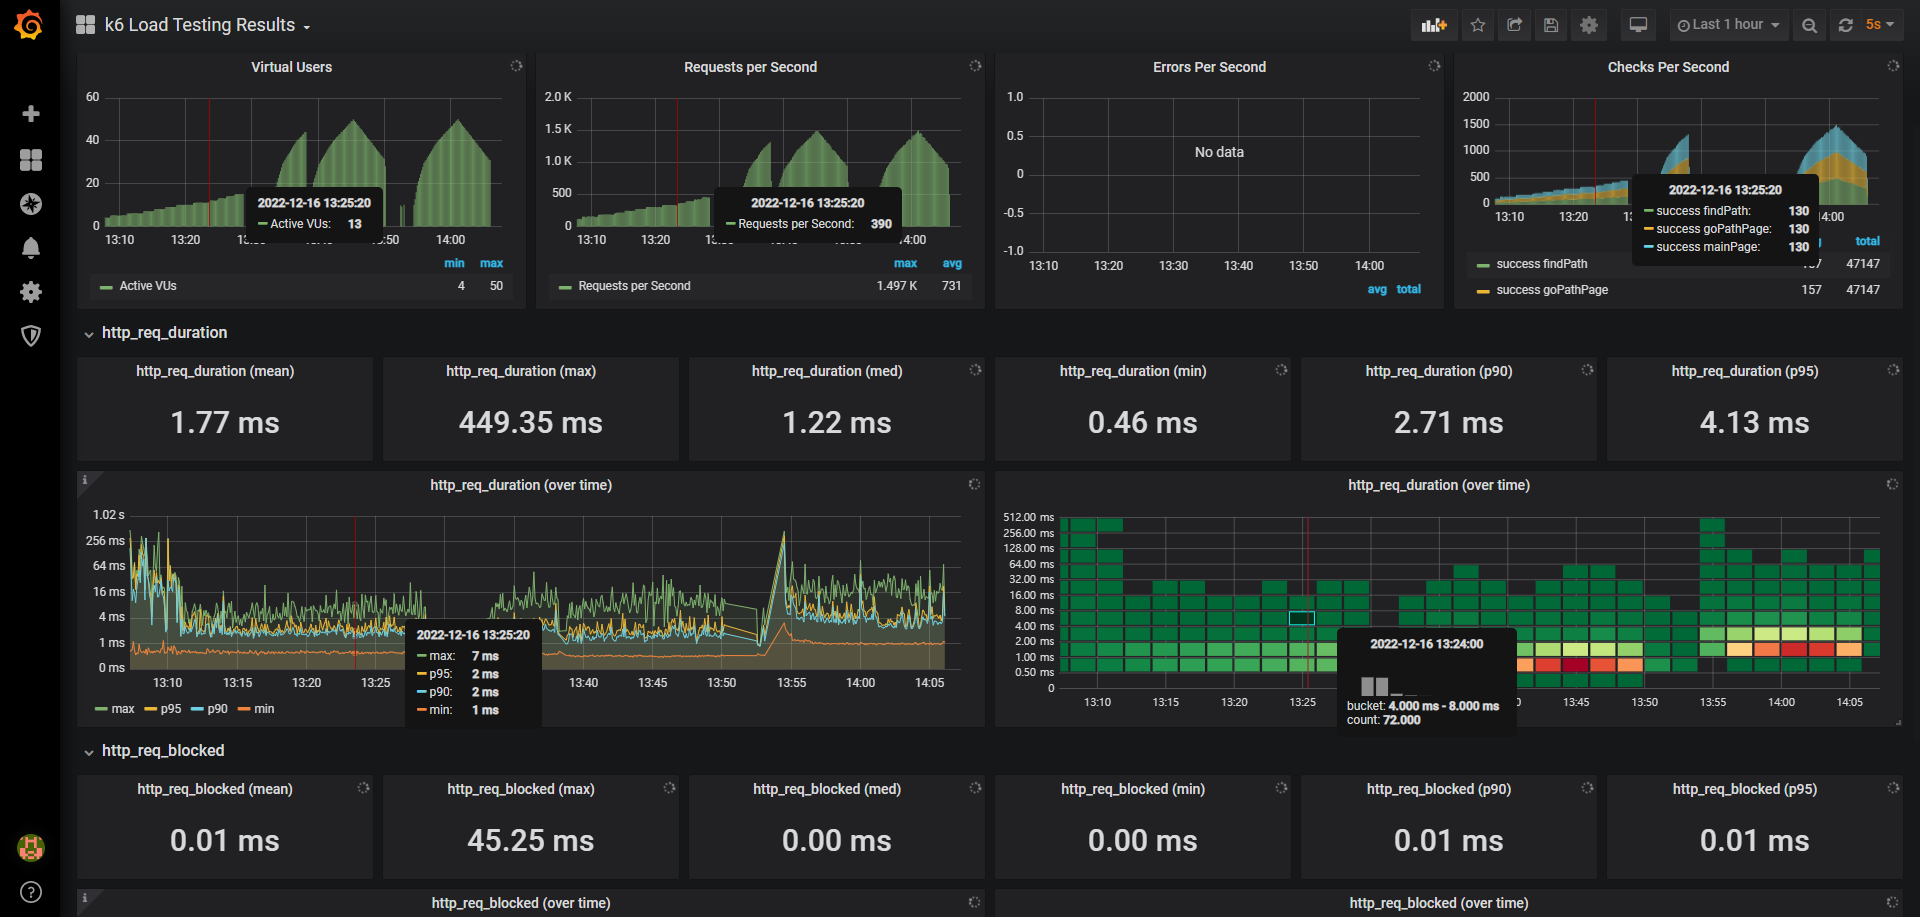 k6 Load Testing Results
Last 1 hour
5s
Virtual Users
60
40
20
0
13:10
13:20
:50
14:00
2022-12-16 13:25:20
Active VUs: 13
min max
Active VUs 4 50
Requests per Second
2.0 K
1.5 K
1.0 K
500
0
13:10
13:20
14:00
2022-12-16 13:25:20
Requests per Second: 390
max avg
Requests per Second 1.497 K 731
Errors Per Second
1.0
0.5
0
-0.5
-1.0
No data
13:10 13:20 13:30 13:40 13:50 14:00
avg total
Checks Per Second
2000
1500
1000
500
0
13:10
13:20
4:00
2022-12-16 13:25:20
success findPath: 130
success goPathPage: 130
success mainPage: 130
total
success findPath 47147
success goPathPage 157 47147
http_req_duration
http_req_duration (mean)
1.77 ms
http_req_duration (max)
449.35 ms
http_req_duration (med)
1.22 ms
http_req_duration (min)
0.46 ms
http_req_duration (p90)
2.71 ms
http_req_duration (p95)
4.13 ms
http_req_duration (over time)
1.02 s
256 ms
64 ms
16 ms
4 ms
1 ms
0 ms
13:10 13:15 13:20 13:25 13:40 13:45 13:50 13:55 14:00 14:05
max p95 p90 min
2022-12-16 13:25:20
max: 7 ms
p95: 2 ms
p90: 2 ms
min: 1 ms
http_req_duration (over time)
512.00 ms
256.00 ms
128.00 ms
64.00 ms
32.00 ms
16.00 ms
8.00 ms
4.00 ms
2.00 ms
1.00 ms
0.50 ms
0
13:10 13:15 13:20 13:25 0 13:45 13:50 13:55 14:00 14:05
2022-12-16 13:24:00
bucket: 4.000 ms - 8.000 ms
count: 72.000
http_req_blocked
http_req_blocked (mean)
0.01 ms
http_req_blocked (max)
45.25 ms
http_req_blocked (med)
0.00 ms
http_req_blocked (min)
0.00 ms
http_req_blocked (p90)
0.01 ms
http_req_blocked (p95)
0.01 ms
http_req_blocked (over time)
http_req_blocked (over time)